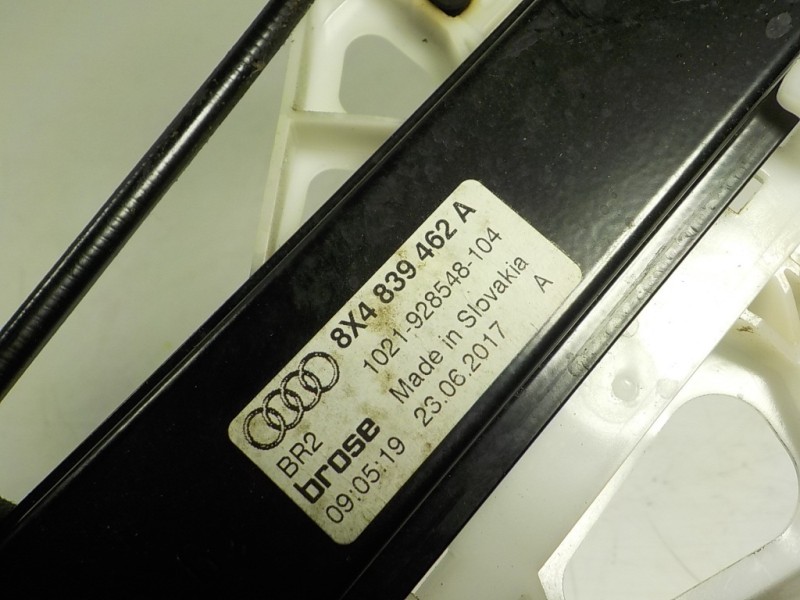 8X4 839 462 A
1021-928548-104
BR2 Made in Slovakia
brose 23.06.2017 A
09:05:19